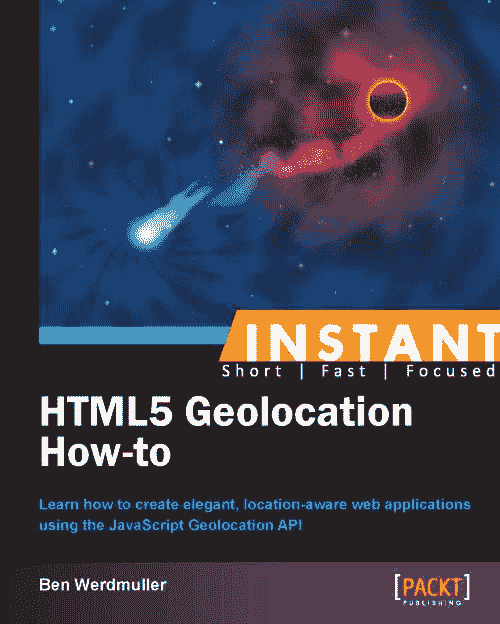 INSTANT
Short | Fast | Focused
HTML5 Geolocation
How-to
Learn how to create elegant, location-aware web applications
using the JavaScript Geolocation API
Ben Werdmuller
[PACKT]
PUBLISHING